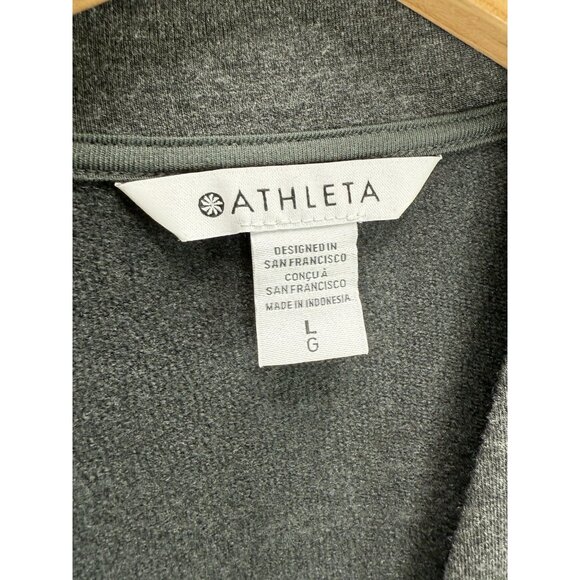 ATHLETA
DESIGNED IN
SAN FRANCISCO
CONÇU À
SAN FRANCISCO
MADE IN INDONESIA
L
G